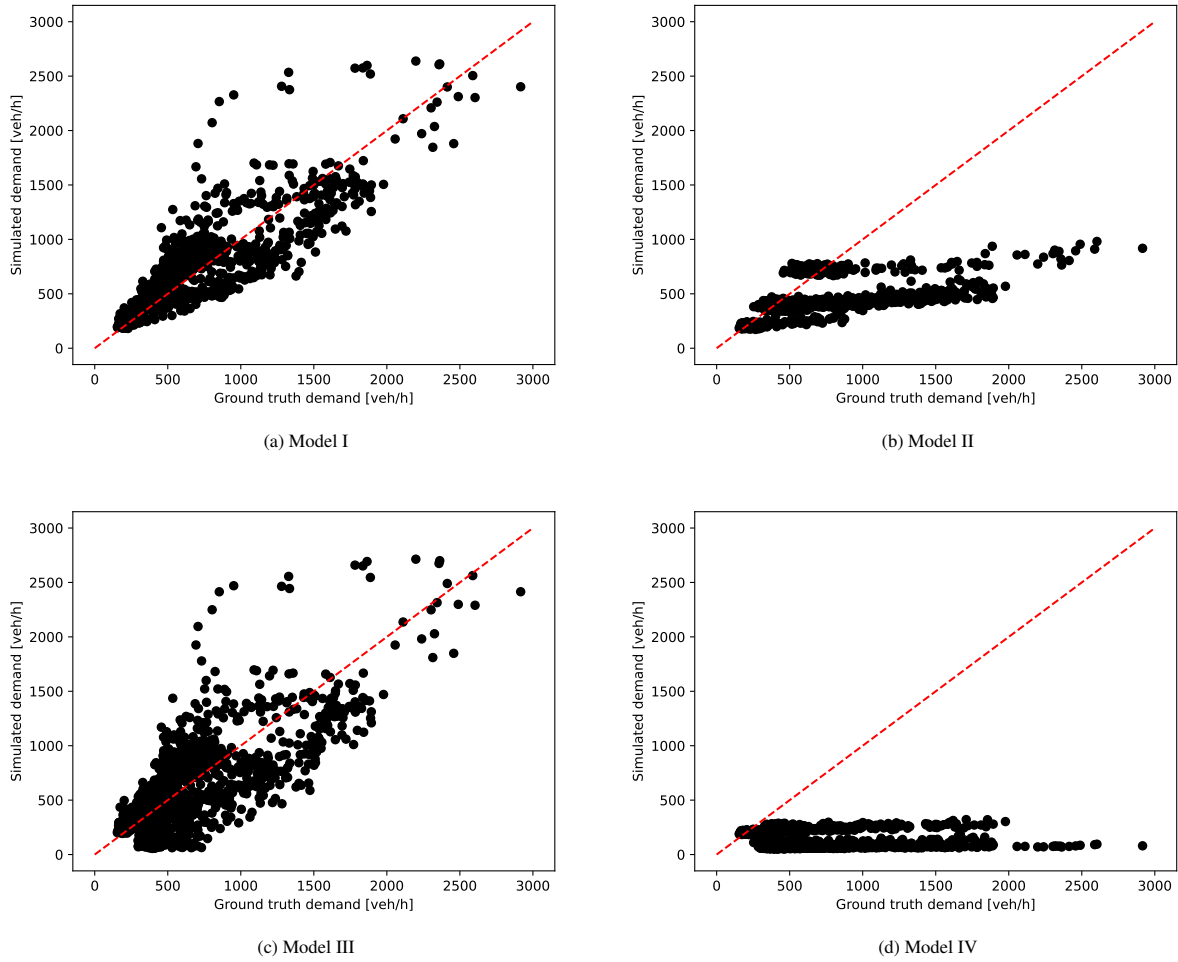 3000
2500
2000
1500
1000
500
0
Simulated demand [veh/h]
0 500 1000 1500 2000 2500 3000
Ground truth demand [veh/h]
(a) Model I
3000
2500
2000
1500
1000
500
0
Simulated demand [veh/h]
0 500 1000 1500 2000 2500 3000
Ground truth demand [veh/h]
(b) Model II
3000
2500
2000
1500
1000
500
0
Simulated demand [veh/h]
0 500 1000 1500 2000 2500 3000
Ground truth demand [veh/h]
(c) Model III
3000
2500
2000
1500
1000
500
0
Simulated demand [veh/h]
0 500 1000 1500 2000 2500 3000
Ground truth demand [veh/h]
(d) Model IV